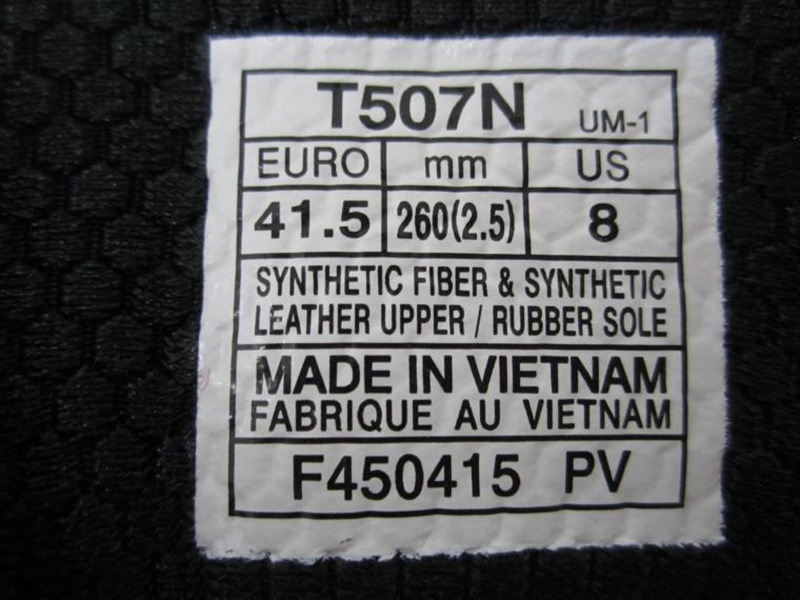 T507N UM-1
EURO mm US
41.5 260(2.5) 8
SYNTHETIC FIBER & SYNTHETIC
LEATHER UPPER / RUBBER SOLE
MADE IN VIETNAM
FABRIQUE AU VIETNAM
F450415 PV